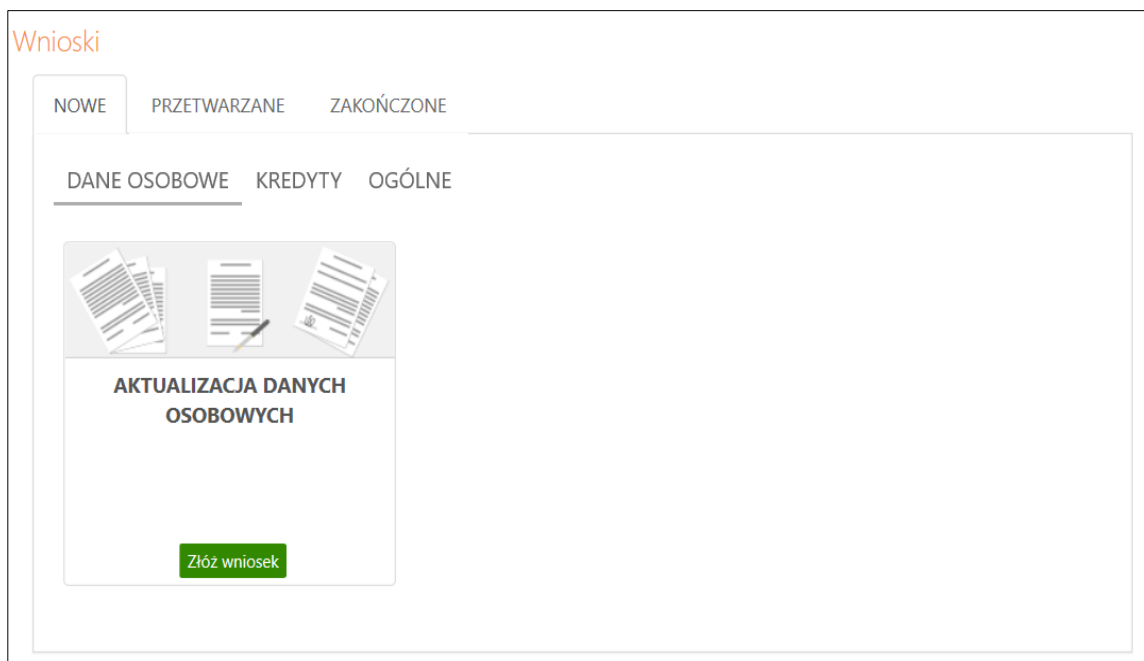 Wnioski
NOWE PRZETWARZANE ZAKOŃCZONE
DANE OSOBOWE KREDYTY OGÓLNE
AKTUALIZACJA DANYCH
OSOBOWYCH
Złóż wniosek